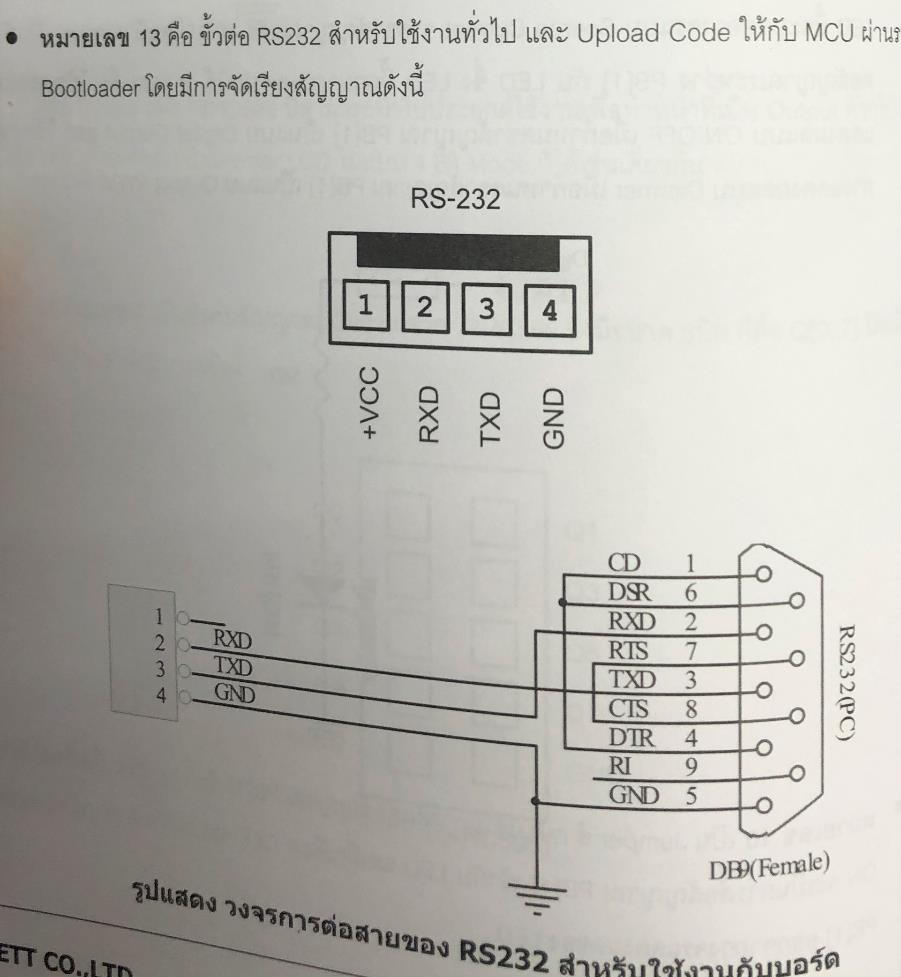 ● หมายเลข 13 คือ ขั้วต่อ RS232 สำหรับใช้งานทั่วไป และ Upload Code ให้กับ MCU
Bootloader โดยมีการจัดเรียงสัญญาณดังนี้
RS-232
1 2 3 4
+VCC RXD TXD GND
1
2 RXD
3 TXD
4 GND
CD 1
DSR 6
RXD 2
RTS 7
TXD 3
CTS 8
DTR 4
RI 9
GND 5
RS232(PC)
DB9(Female)
รูปแสดง วงจรการต่อสายของ RS232 สำหรับใช้งานกับบอร์ด
ETT CO.,LTD